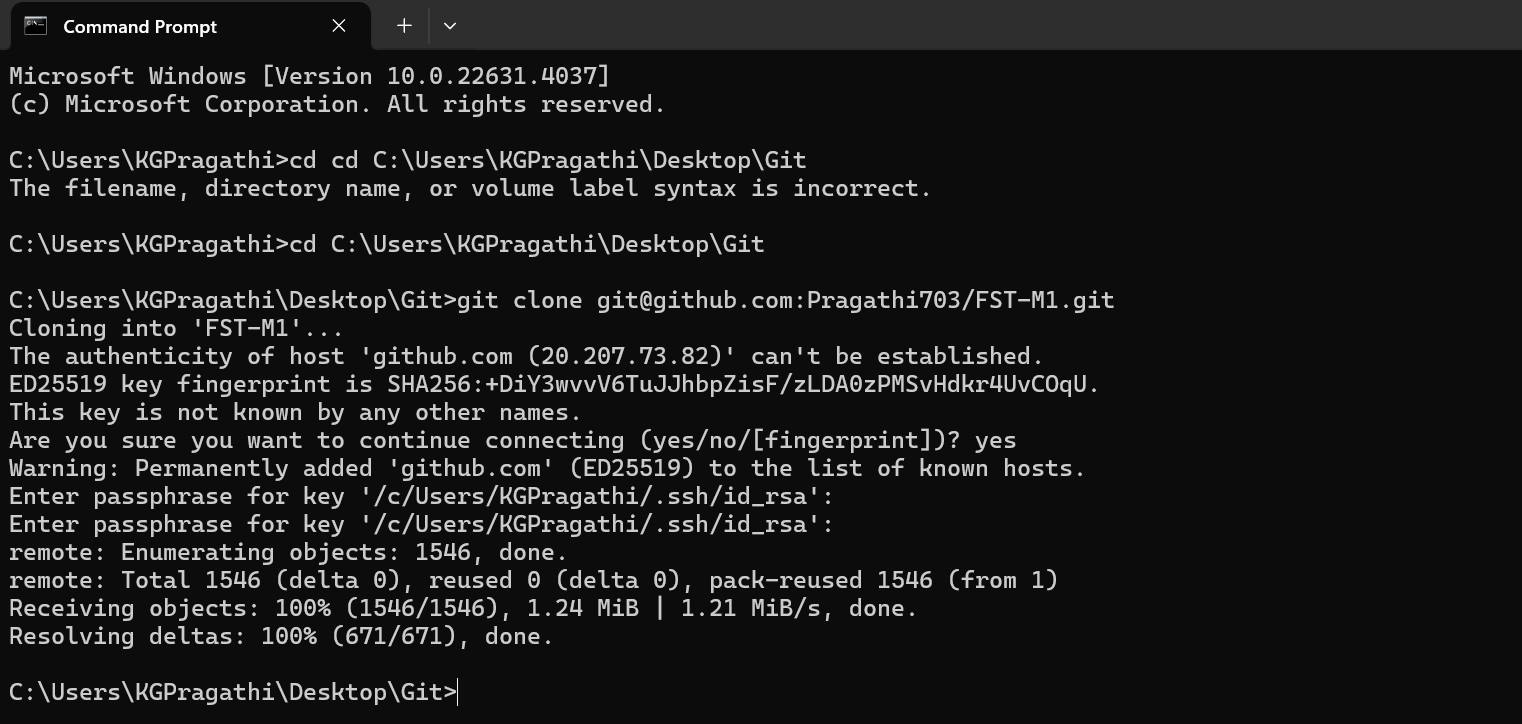 Command Prompt
Microsoft Windows [Version 10.0.22631.4037]
(c) Microsoft Corporation. All rights reserved.
C:\Users\KGPragathi>cd cd C:\Users\KGPragathi\Desktop\Git
The filename, directory name, or volume label syntax is incorrect.
C:\Users\KGPragathi>cd C:\Users\KGPragathi\Desktop\Git
C:\Users\KGPragathi\Desktop\Git>git clone git@github.com:Pragathi703/FST-M1.git
Cloning into 'FST-M1'...
The authenticity of host 'github.com (20.207.73.82)' can't be established.
ED25519 key fingerprint is SHA256:+DiY3wvvV6TuJJhbpZisF/zLDA0zPMSvHdkr4UvCOqU.
This key is not known by any other names.
Are you sure you want to continue connecting (yes/no/[fingerprint])? yes
Warning: Permanently added 'github.com' (ED25519) to the list of known hosts.
Enter passphrase for key '/c/Users/KGPragathi/.ssh/id_rsa':
Enter passphrase for key '/c/Users/KGPragathi/.ssh/id_rsa':
remote: Enumerating objects: 1546, done.
remote: Total 1546 (delta 0), reused 0 (delta 0), pack-reused 1546 (from 1)
Receiving objects: 100% (1546/1546), 1.24 MiB | 1.21 MiB/s, done.
Resolving deltas: 100% (671/671), done.
C:\Users\KGPragathi\Desktop\Git>